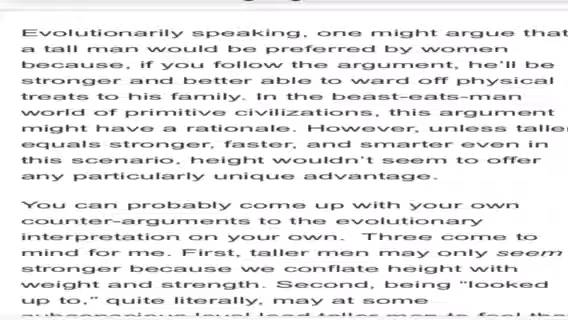 Evolutionarily speaking, one might argue that
a tall man would be preferred by women
because, if you follow the argument, he'll be
stronger and better able to ward off physical
treats to his family. In the beast-eats-man
world of primitive civilizations, this argument
might have a rationale. However, unless talle
equals stronger, faster, and smarter even in
this scenario, height wouldn't seem to offer
any particularly unique advantage.
You can probably come up with your own
counter-arguments to the evolutionary
interpretation on your own. Three come to
mind for me. First, taller men may only seem
stronger because we conflate height with
weight and strength. Second, being "looked
up to," quite literally, may at some